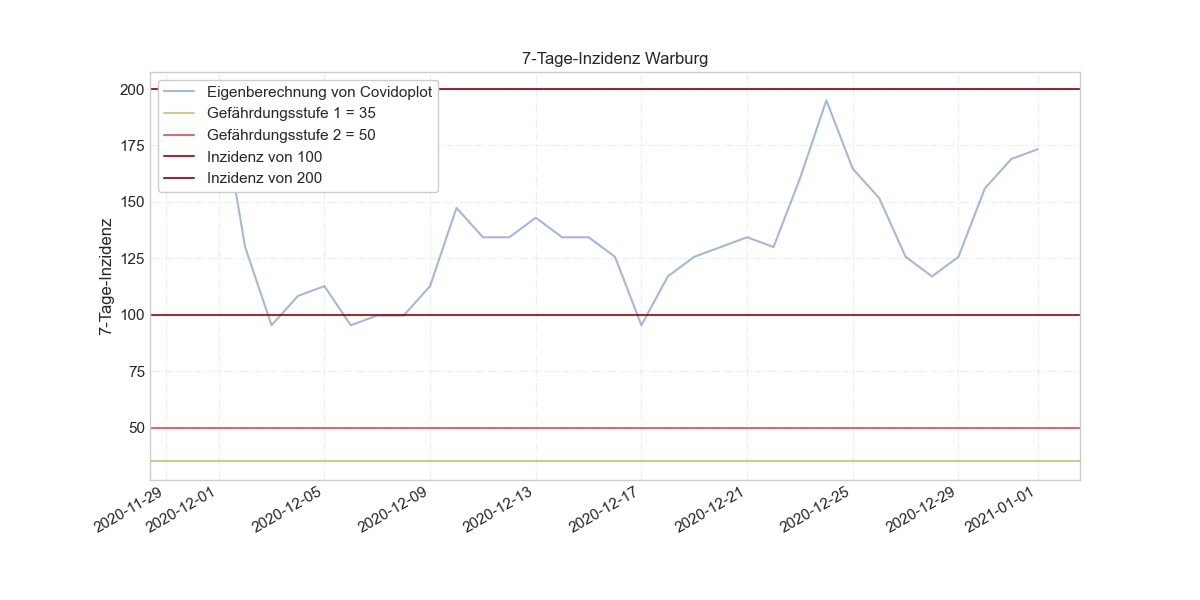 7-Tage-Inzidenz Warburg
7-Tage-Inzidenz
200
175
150
125
100
75
50
Eigenberechnung von Covidoplot
Gefährdungsstufe 1 = 35
Gefährdungsstufe 2 = 50
Inzidenz von 100
Inzidenz von 200
2020-11-29
2020-12-01
2020-12-05
2020-12-09
2020-12-13
2020-12-17
2020-12-21
2020-12-25
2020-12-29
2021-01-01